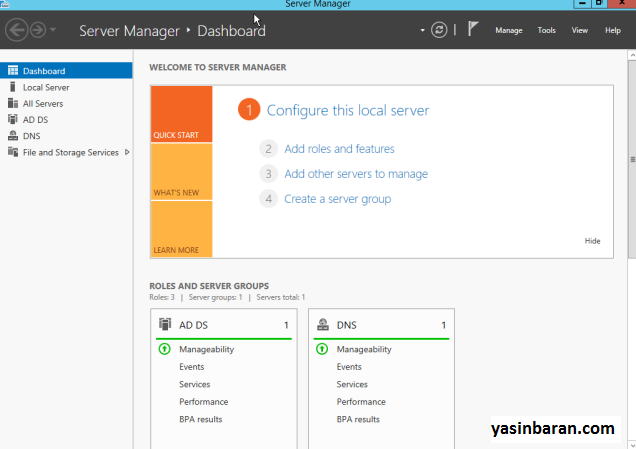 Server Manager
Server Manager ‣ Dashboard
Manage Tools View Help
Dashboard
Local Server
All Servers
AD DS
DNS
File and Storage Services
WELCOME TO SERVER MANAGER
QUICK START
WHAT'S NEW
LEARN MORE
1 Configure this local server
2 Add roles and features
3 Add other servers to manage
4 Create a server group
Hide
ROLES AND SERVER GROUPS
Roles: 3 | Server groups: 1 | Servers total: 1
AD DS 1
Manageability
Events
Services
Performance
BPA results
DNS 1
Manageability
Events
Services
Performance
BPA results
yasinbaran.com